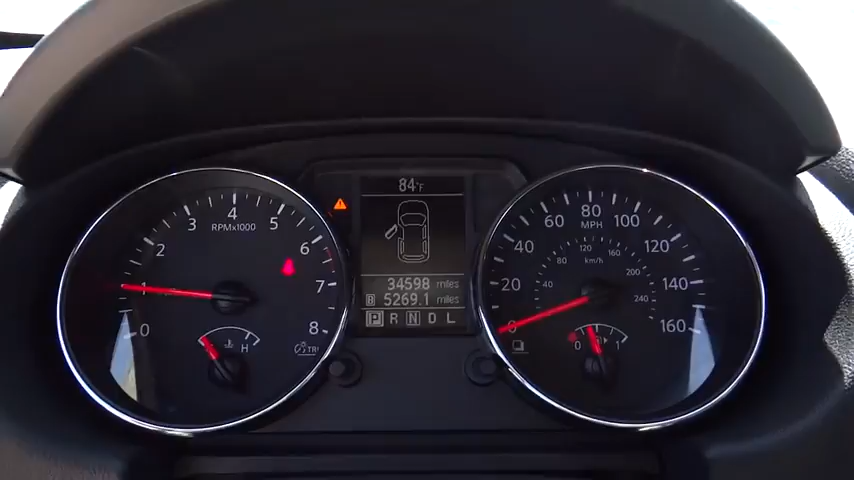 84°F
34598 miles
B 5269.1 miles
P R N D L
0 1 2 3 4 5 6 7 8
RPMx1000
C H
0 20 40 60 80 100 120 140 160
MPH
40 80 120 160 200 240
km/h
0 1